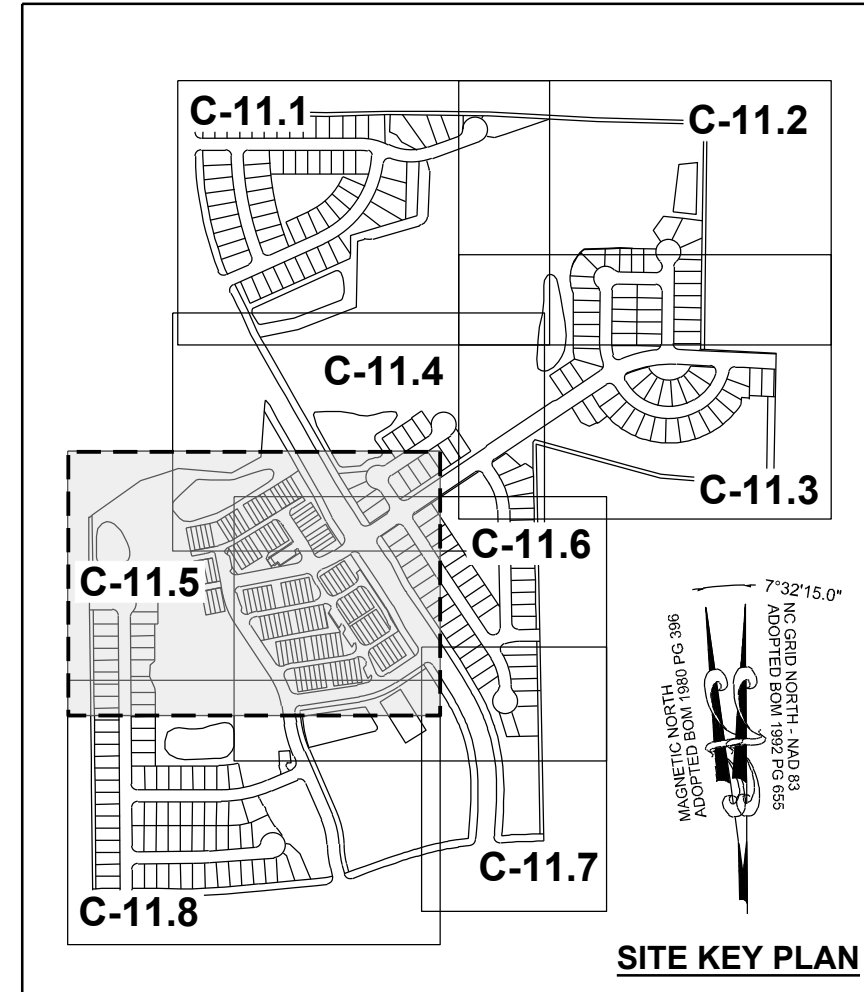 C-11.1
C-11.2
C-11.4
C-11.3
C-11.6
C-11.5
7°32'15.0"
NC GRID NORTH - NAD 83
ADOPTED BOM 1992 PG 655
MAGNETIC NORTH
ADOPTED BOM 1980 PG 396
C-11.7
C-11.8
SITE KEY PLAN